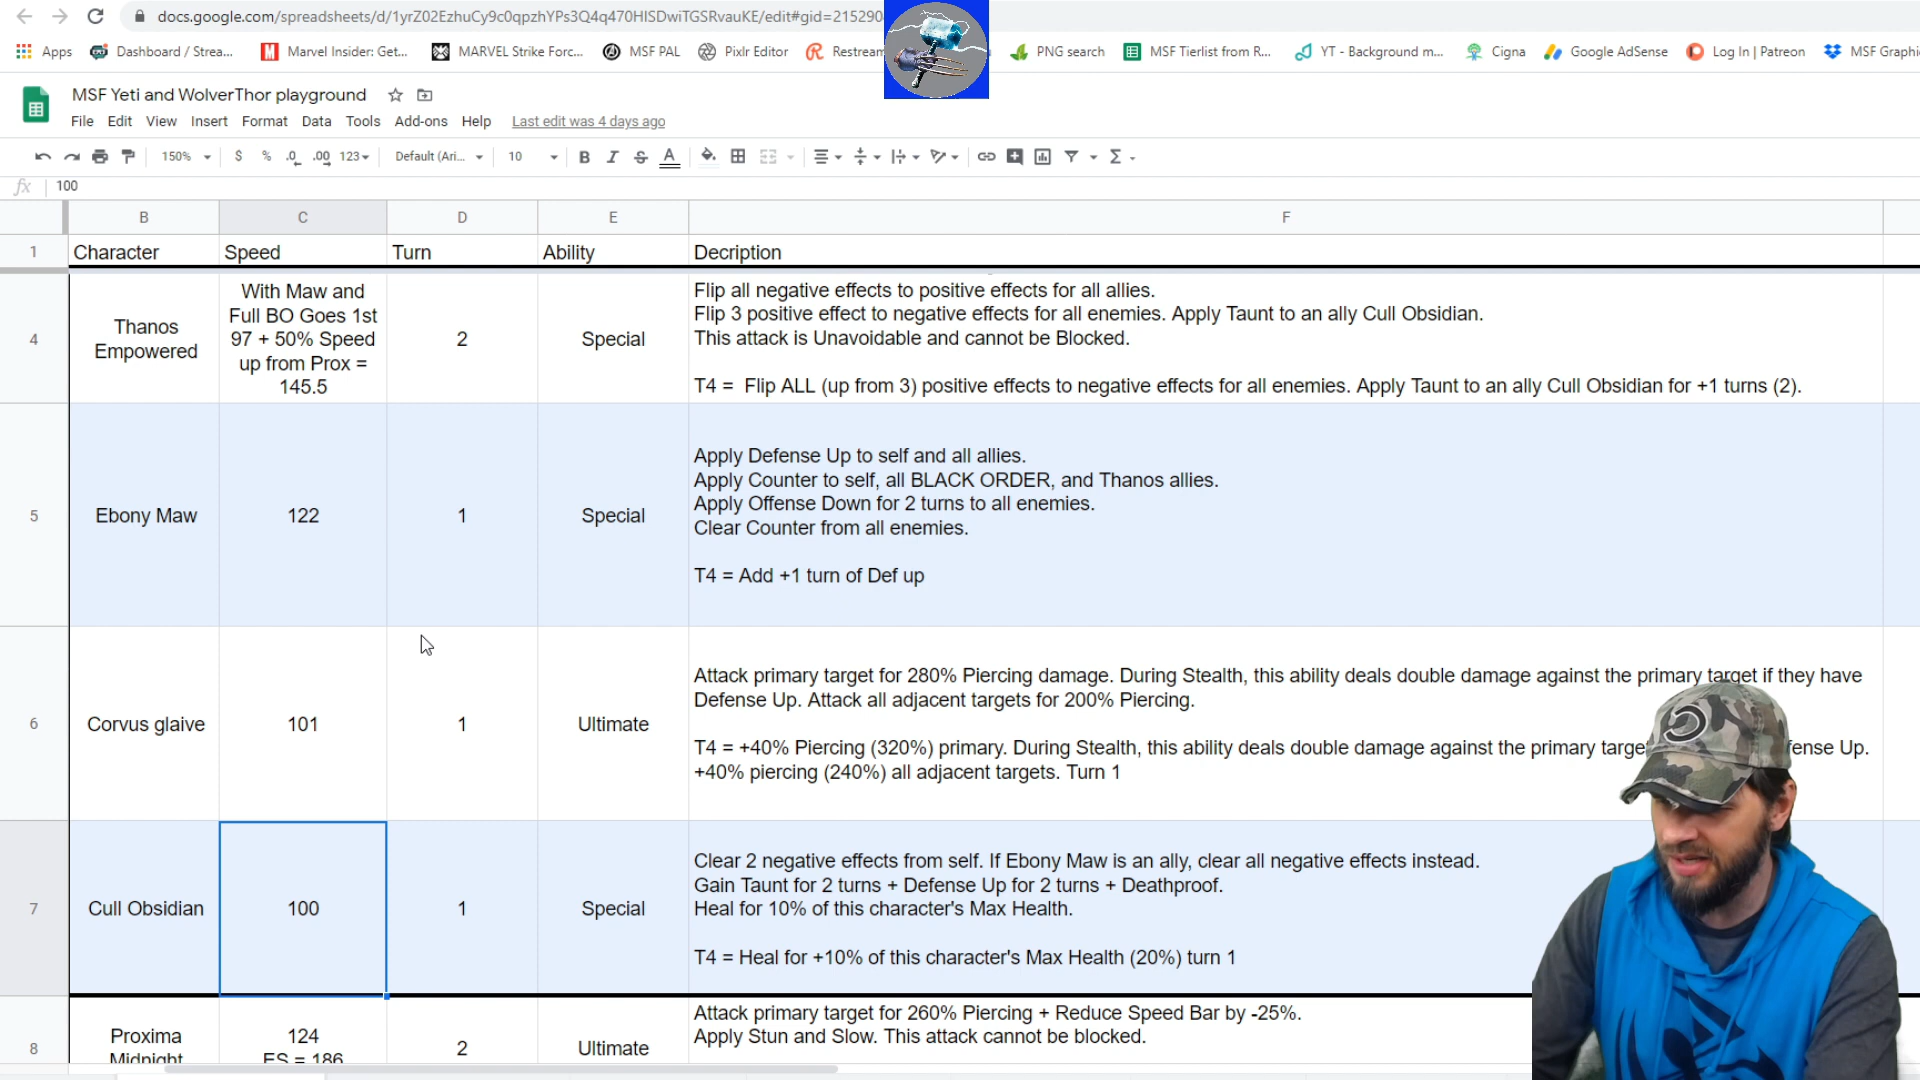 docs.google.com/spreadsheets/d/1yrZ02EzhuCy9c0qpzhYPs3Q4q470HISDwiTGSRvauKE/edit#gid=215290
Apps Dashboard / Strea... Marvel Insider: Get... MARVEL Strike Forc... MSF PAL Pixlr Editor Restream PNG search MSF Tierlist from R... YT - Background m... Cigna Google AdSense Log In | Patreon MSF Graphi
MSF Yeti and WolverThor playground
File Edit View Insert Format Data Tools Add-ons Help Last edit was 4 days ago
150% $ % .0 .00 123 Default (Ari... 10 B I S A
fx 100
B C D E F
1 Character Speed Turn Ability Decription
4
Thanos
Empowered
With Maw and
Full BO Goes 1st
97 + 50% Speed
up from Prox =
145.5
2
Special
Flip all negative effects to positive effects for all allies.
Flip 3 positive effect to negative effects for all enemies. Apply Taunt to an ally Cull Obsidian.
This attack is Unavoidable and cannot be Blocked.
T4 = Flip ALL (up from 3) positive effects to negative effects for all enemies. Apply Taunt to an ally Cull Obsidian for +1 turns (2).
5
Ebony Maw
122
1
Special
Apply Defense Up to self and all allies.
Apply Counter to self, all BLACK ORDER, and Thanos allies.
Apply Offense Down for 2 turns to all enemies.
Clear Counter from all enemies.
T4 = Add +1 turn of Def up
6
Corvus glaive
101
1
Ultimate
Attack primary target for 280% Piercing damage. During Stealth, this ability deals double damage against the primary target if they have
Defense Up. Attack all adjacent targets for 200% Piercing.
T4 = +40% Piercing (320%) primary. During Stealth, this ability deals double damage against the primary targe fense Up.
+40% piercing (240%) all adjacent targets. Turn 1
7
Cull Obsidian
100
1
Special
Clear 2 negative effects from self. If Ebony Maw is an ally, clear all negative effects instead.
Gain Taunt for 2 turns + Defense Up for 2 turns + Deathproof.
Heal for 10% of this character's Max Health.
T4 = Heal for +10% of this character's Max Health (20%) turn 1
8
Proxima
Midnight
124
ES = 186
2
Ultimate
Attack primary target for 260% Piercing + Reduce Speed Bar by -25%.
Apply Stun and Slow. This attack cannot be blocked.